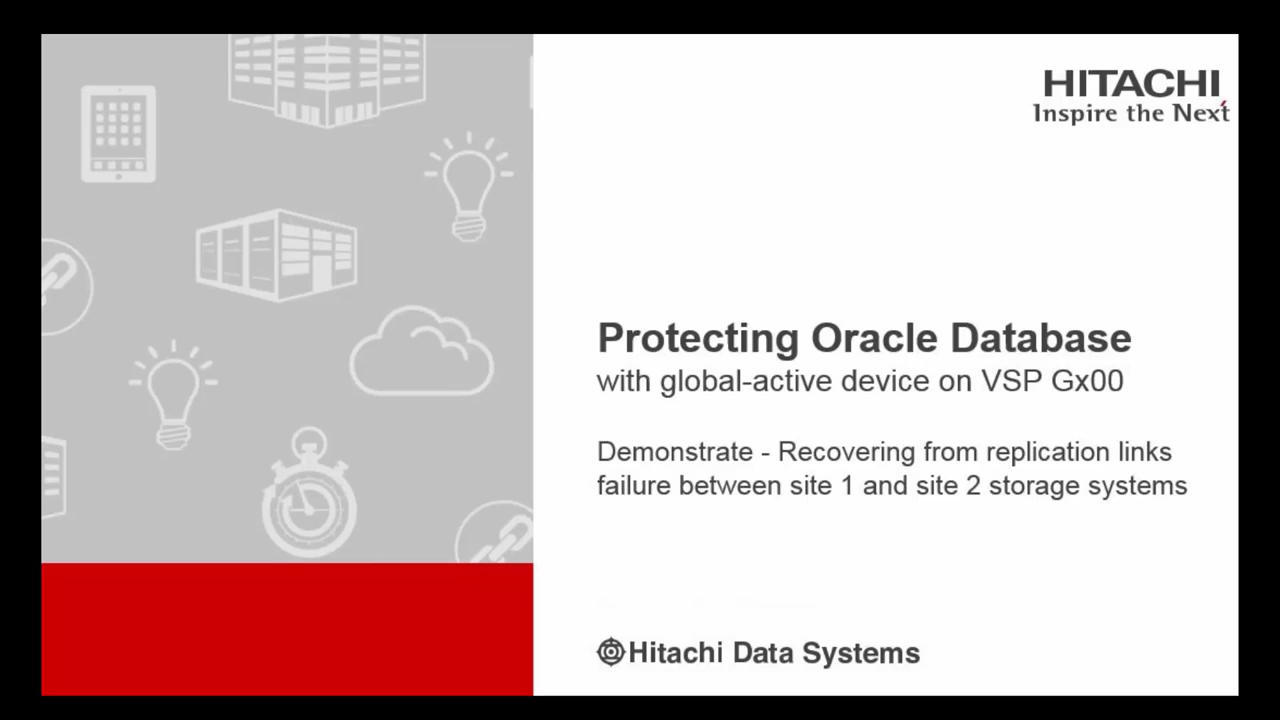 HITACHI
Inspire the Next
Protecting Oracle Database
with global-active device on VSP Gx00
Demonstrate - Recovering from replication links
failure between site 1 and site 2 storage systems
Hitachi Data Systems